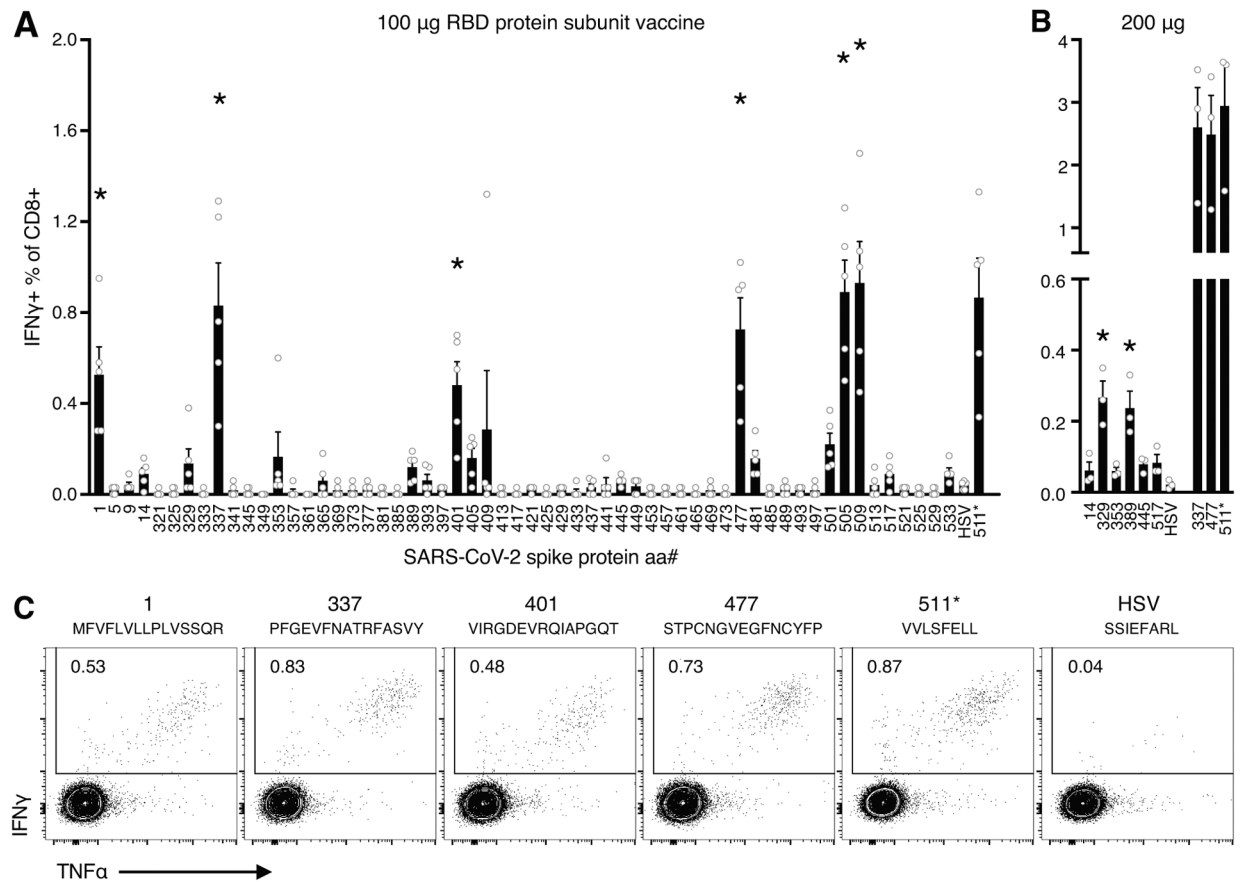 A
100 µg RBD protein subunit vaccine
B
200 µg
IFNγ+ % of CD8+
2.0
1.6
1.2
0.8
0.4
0.0
* * * * * *
1 5 9 14 321 325 329 333 337 341 345 349 353 357 361 365 369 373 377 381 385 389 393 397 401 405 409 413 417 421 425 429 433 437 441 445 449 453 457 461 465 469 473 477 481 485 489 493 497 501 505 509 513 517 521 525 529 533 HSV 511*
SARS-CoV-2 spike protein aa#
4
3
2
1
0.6
0.4
0.2
0.0
* *
14 329 353 389 445 517 HSV 337 477 511*
C
1 337 401 477 511* HSV
MFVFLVLLPLVSSQR PFGEVFNATRFASVY VIRGDEVRQIAPGQT STPCNGVEGFNCYFP VVLSFELL SSIEFARL
0.53 0.83 0.48 0.73 0.87 0.04
IFNγ
TNFα